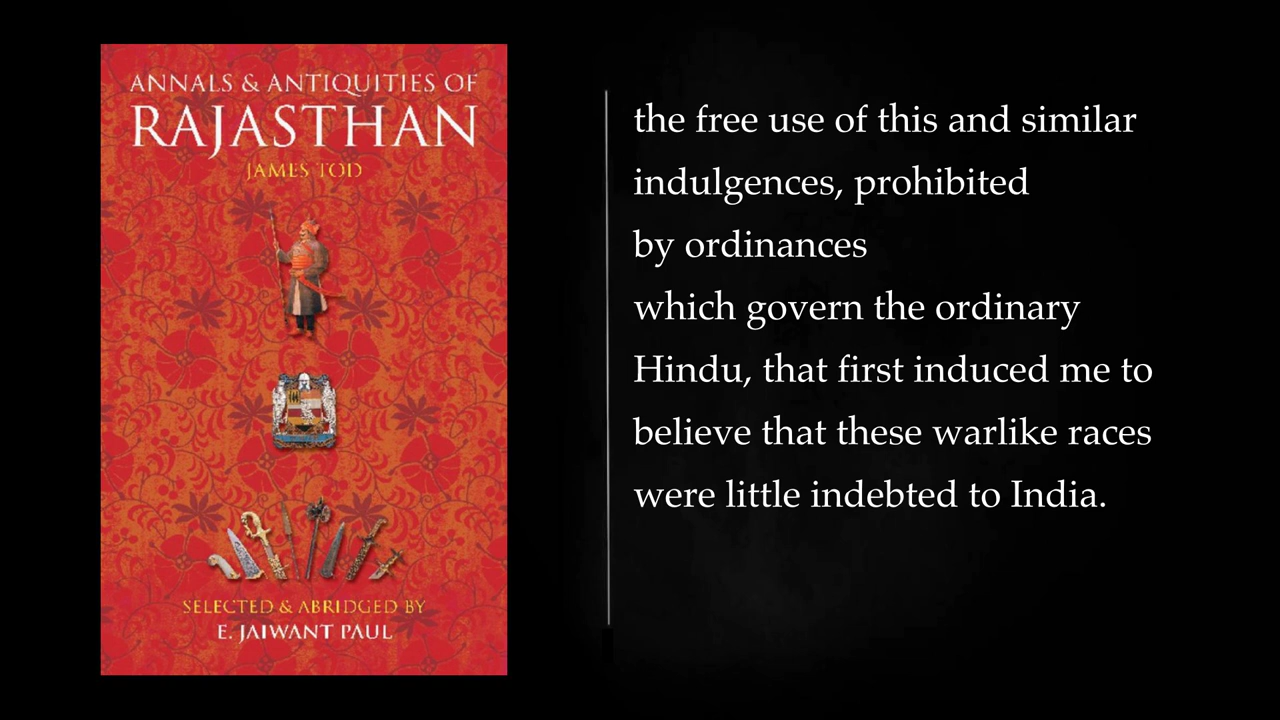 ANNALS & ANTIQUITIES OF
RAJASTHAN
JAMES TOD
SELECTED & ABRIDGED BY
E. JAIWANT PAUL
the free use of this and similar
indulgences, prohibited
by ordinances
which govern the ordinary
Hindu, that first induced me to
believe that these warlike races
were little indebted to India.